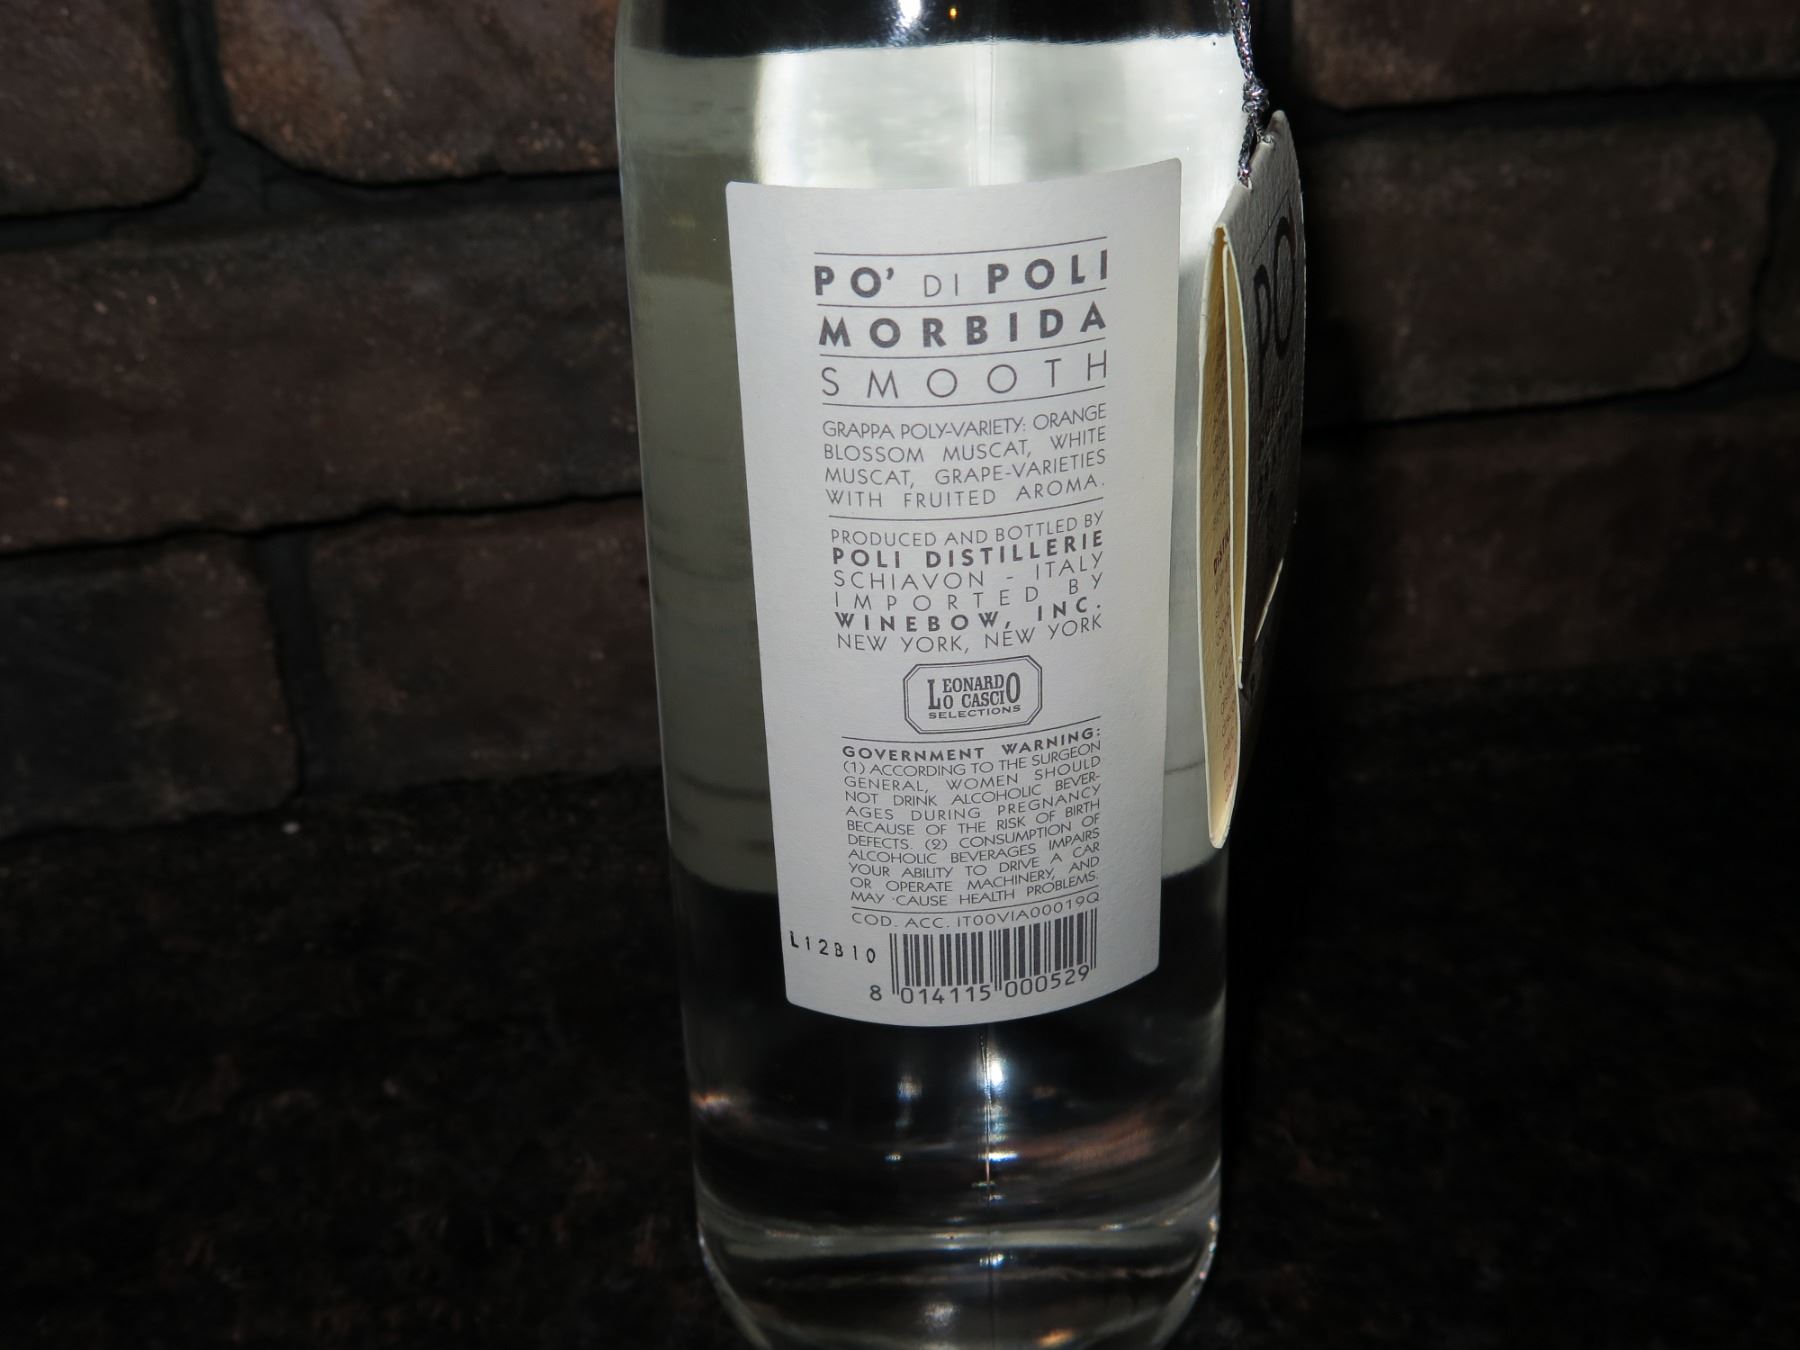 PO' DI POLI
MORBIDA
SMOOTH
GRAPPA POLY-VARIETY: ORANGE
BLOSSOM MUSCAT, WHITE
MUSCAT, GRAPE-VARIETIES
WITH FRUITED AROMA.
PRODUCED AND BOTTLED BY
POLI DISTILLERIE
SCHIAVON - ITALY
IMPORTED BY
WINEBOW, INC.
NEW YORK, NEW YORK
LEONARDO
LO CASCIO
SELECTIONS
GOVERNMENT WARNING:
(1) ACCORDING TO THE SURGEON
GENERAL, WOMEN SHOULD
NOT DRINK ALCOHOLIC BEVER-
AGES DURING PREGNANCY
BECAUSE OF THE RISK OF BIRTH
DEFECTS. (2) CONSUMPTION OF
ALCOHOLIC BEVERAGES IMPAIRS
YOUR ABILITY TO DRIVE A CAR
OR OPERATE MACHINERY, AND
MAY CAUSE HEALTH PROBLEMS.
COD. ACC. IT00VIA00019Q
L12B10
8 014115 000529
PO'